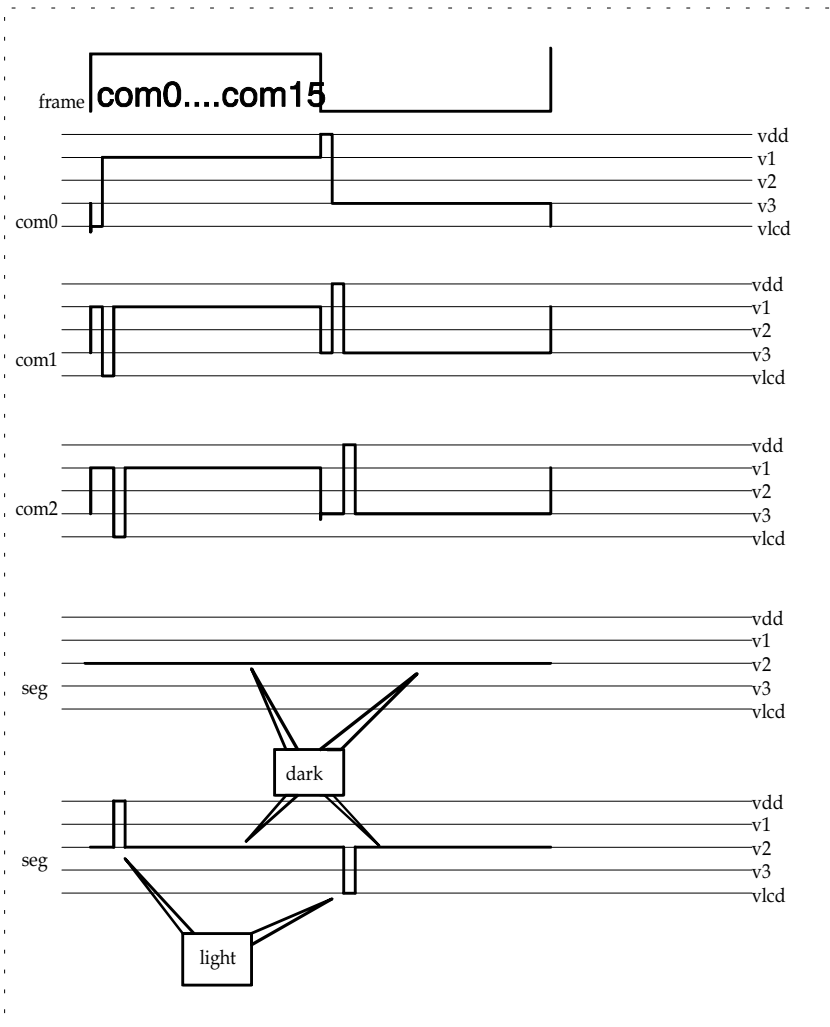 frame com0....com15
vdd
v1
v2
v3
com0 vlcd
vdd
v1
v2
v3
com1
vlcd
vdd
v1
v2
com2 v3
vlcd
vdd
v1
v2
seg v3
vlcd
dark
vdd
v1
v2
seg
v3
vlcd
light